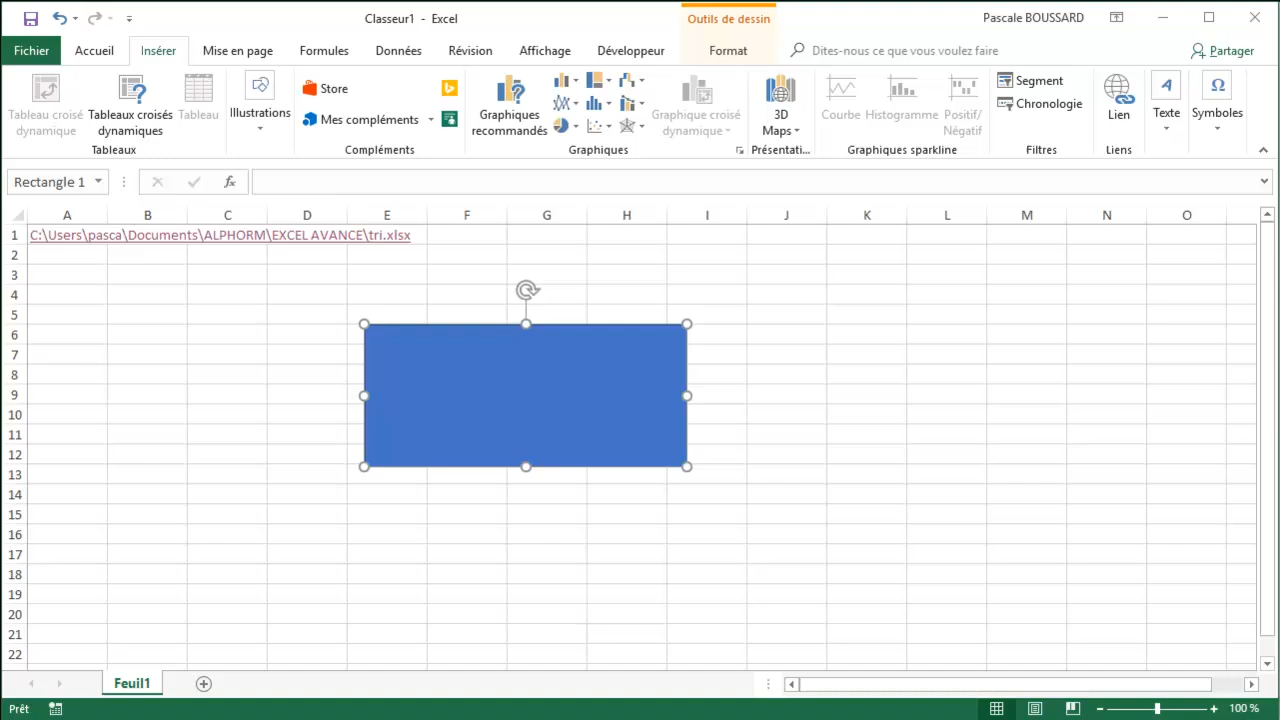 Classeur1 - Excel
Outils de dessin
Pascale BOUSSARD
Fichier
Accueil
Insérer
Mise en page
Formules
Données
Révision
Affichage
Développeur
Format
Dites-nous ce que vous voulez faire
Partager
Tableau croisé
dynamique
Tableaux croisés
dynamiques
Tableau
Tableaux
Illustrations
Store
Mes compléments
Compléments
Graphiques
recommandés
Graphique croisé
dynamique
Graphiques
3D
Maps
Présentati...
Courbe
Histogramme
Positif/
Négatif
Graphiques sparkline
Segment
Chronologie
Filtres
Lien
Liens
Texte
Symboles
Rectangle 1
fx
A B C D E F G H I J K L M N O
1 C:\Users\pasca\Documents\ALPHORM\EXCEL AVANCE\tri.xlsx
2
3
4
5
6
7
8
9
10
11
12
13
14
15
16
17
18
19
20
21
22
Feuil1
Prêt
100 %